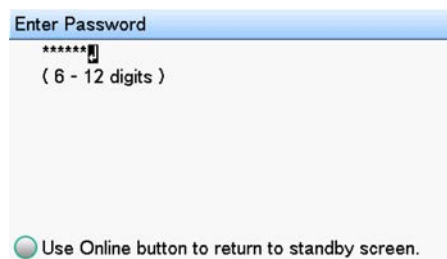 Enter Password
******↲
( 6 - 12 digits )
Use Online button to return to standby screen.